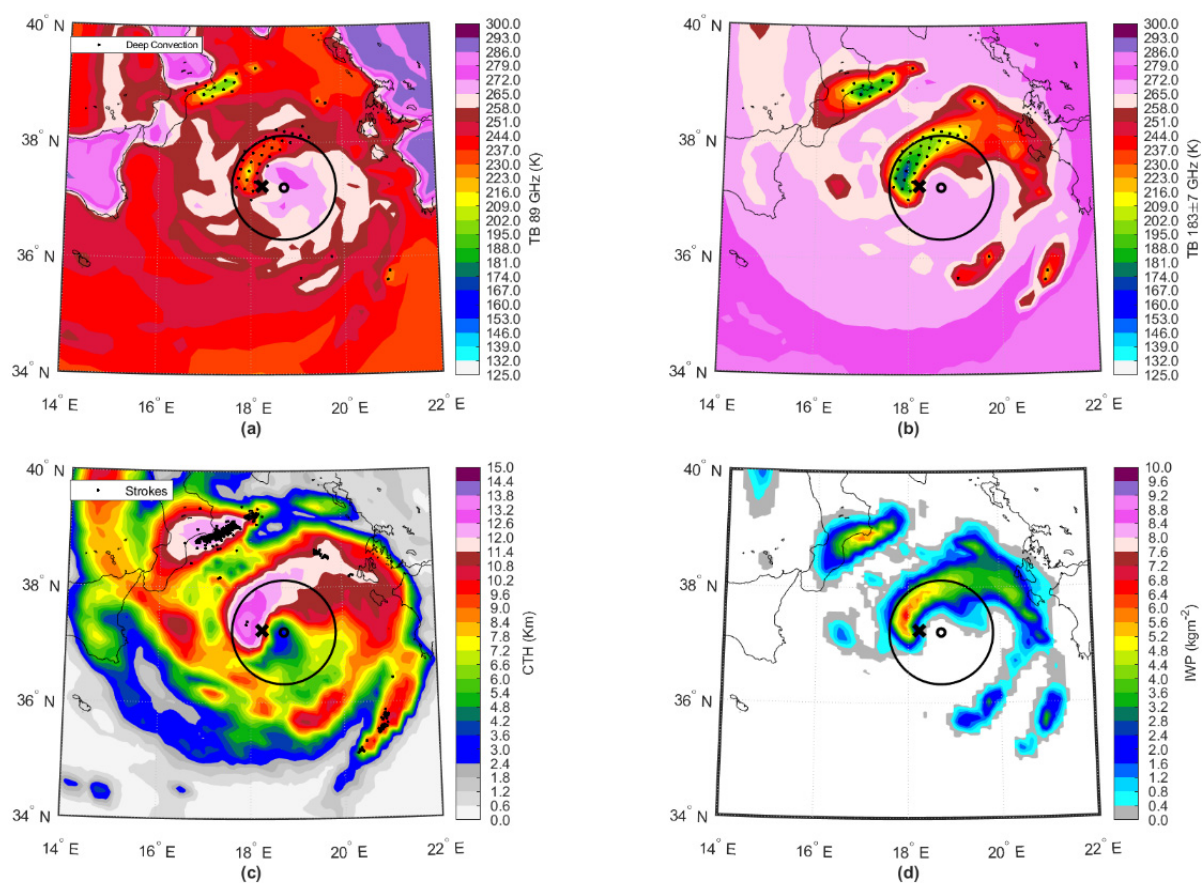 40° N
38° N
36° N
34° N
14° E
16° E
18° E
20° E
22° E
Deep Convection
300.0
293.0
286.0
279.0
272.0
265.0
258.0
251.0
244.0
237.0
230.0
223.0
216.0
209.0
202.0
195.0
188.0
181.0
174.0
167.0
160.0
153.0
146.0
139.0
132.0
125.0
TB 89 GHz (K)
(a)
40° N
38° N
36° N
34° N
14° E
16° E
18° E
20° E
22° E
300.0
293.0
286.0
279.0
272.0
265.0
258.0
251.0
244.0
237.0
230.0
223.0
216.0
209.0
202.0
195.0
188.0
181.0
174.0
167.0
160.0
153.0
146.0
139.0
132.0
125.0
TB 183±7 GHz (K)
(b)
40° N
38° N
36° N
34° N
14° E
16° E
18° E
20° E
22° E
Strokes
15.0
14.4
13.8
13.2
12.6
12.0
11.4
10.8
10.2
9.6
9.0
8.4
7.8
7.2
6.6
6.0
5.4
4.8
4.2
3.6
3.0
2.4
1.8
1.2
0.6
0.0
CTH (Km)
(c)
40° N
38° N
36° N
34° N
14° E
16° E
18° E
20° E
22° E
10.0
9.6
9.2
8.8
8.4
8.0
7.6
7.2
6.8
6.4
6.0
5.6
5.2
4.8
4.4
4.0
3.6
3.2
2.8
2.4
2.0
1.6
1.2
0.8
0.4
0.0
IWP (kgm⁻²)
(d)